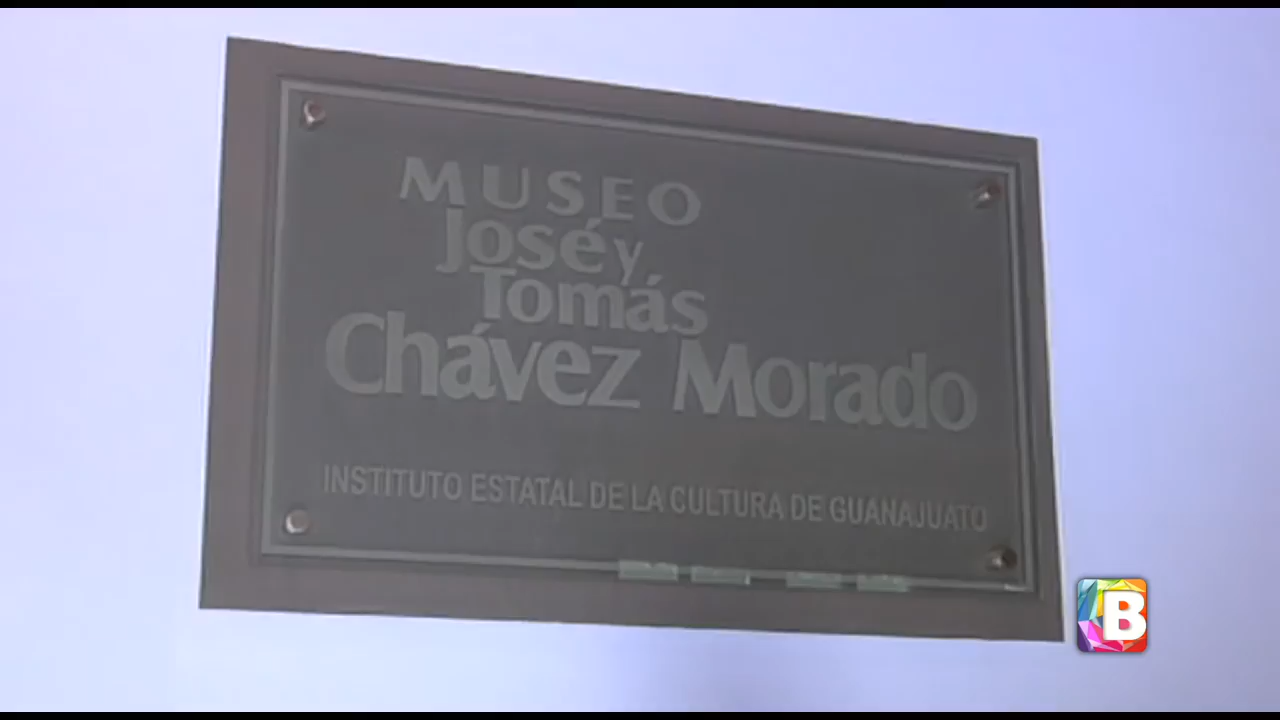 MUSEO
José y
Tomás
Chávez Morado
INSTITUTO ESTATAL DE LA CULTURA DE GUANAJUATO
B